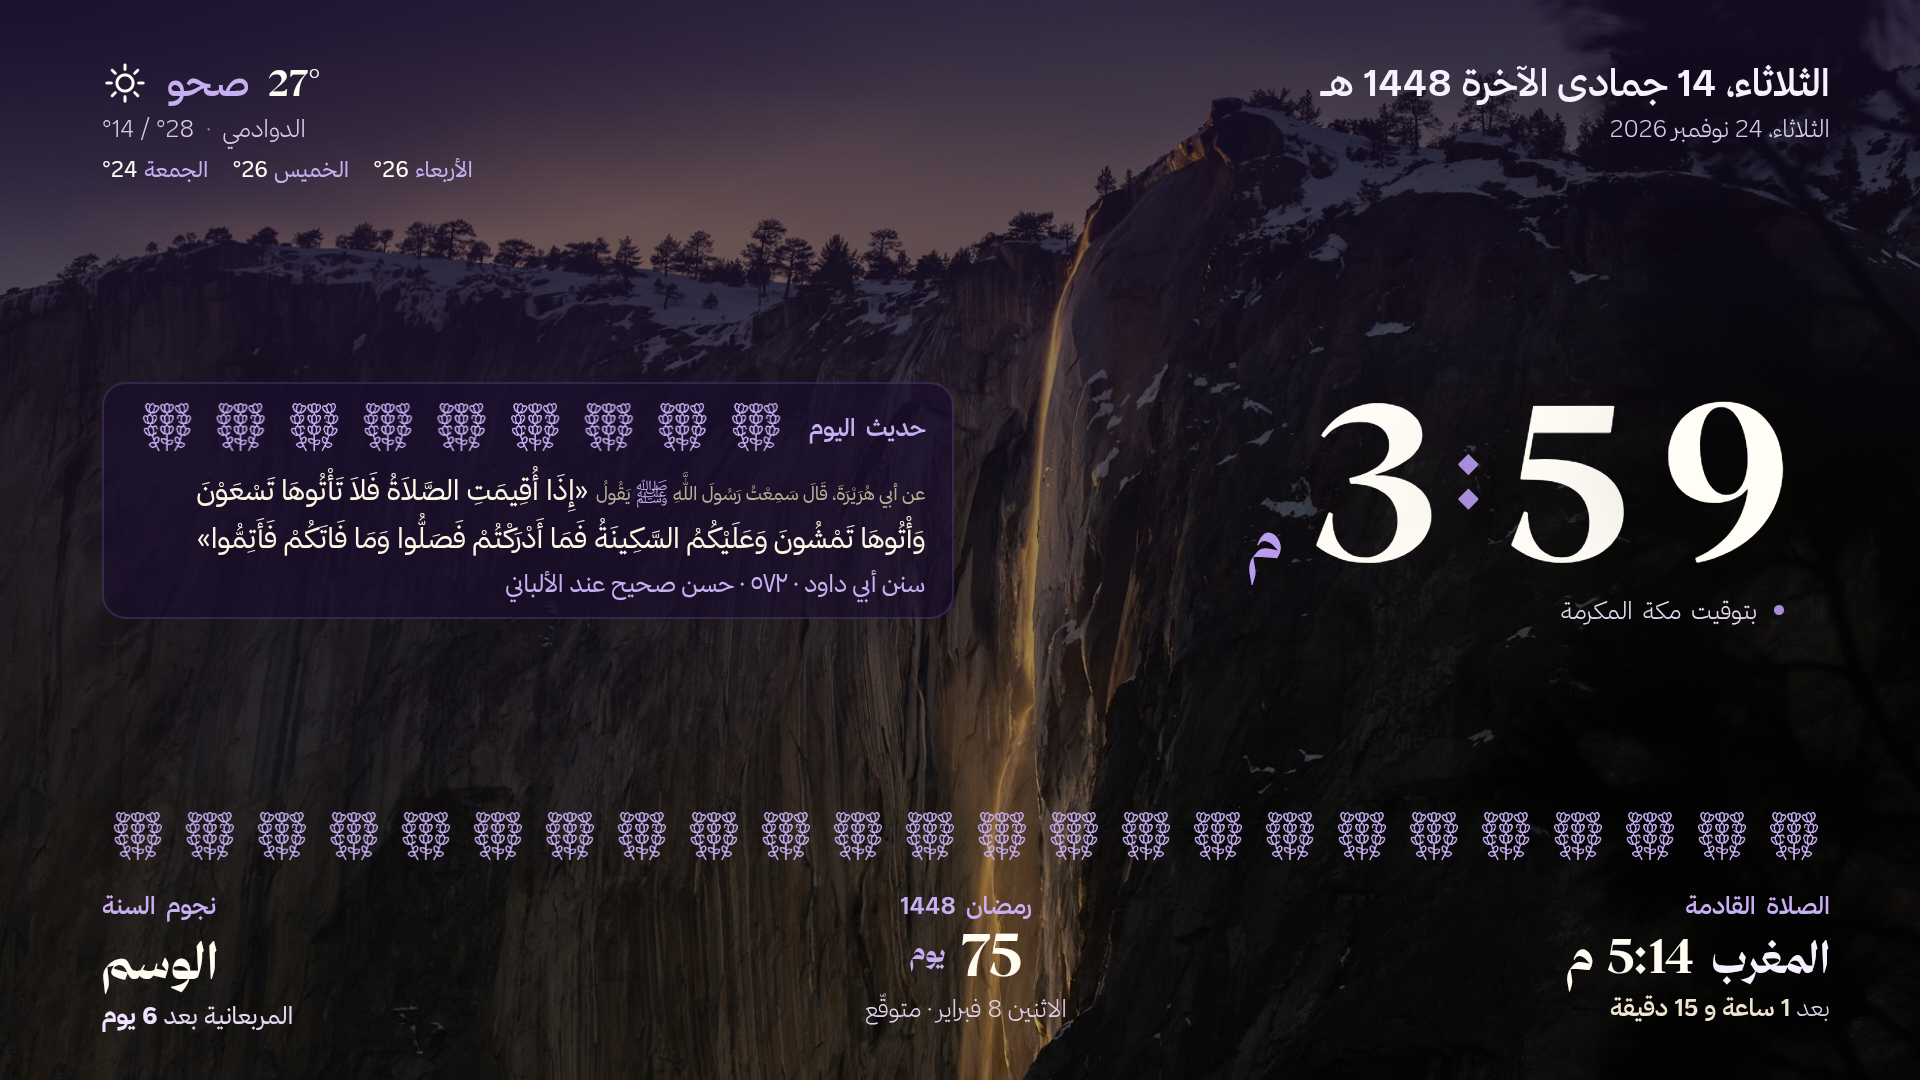 الثلاثاء، 14 جمادى الآخرة 1448 هـ
الثلاثاء، 24 نوفمبر 2026
27° صحو
الدوادمي · 28° / 14°
الأربعاء 26° الخميس 26° الجمعة 24°
3:59 م
بتوقيت مكة المكرمة
حديث اليوم
عن أبي هُرَيْرَةَ، قَالَ سَمِعْتُ رَسُولَ اللَّهِ ﷺ يَقُولُ «إِذَا أُقِيمَتِ الصَّلاَةُ فَلاَ تَأْتُوهَا تَسْعَوْنَ
وَأْتُوهَا تَمْشُونَ وَعَلَيْكُمُ السَّكِينَةُ فَمَا أَدْرَكْتُمْ فَصَلُّوا وَمَا فَاتَكُمْ فَأَتِمُّوا»
سنن أبي داود · ٥٧٢ · حسن صحيح عند الألباني
الصلاة القادمة
المغرب 5:14 م
بعد 1 ساعة و 15 دقيقة
رمضان 1448
75 يوم
الاثنين 8 فبراير · متوقّع
نجوم السنة
الوسم
المربعانية بعد 6 يوم